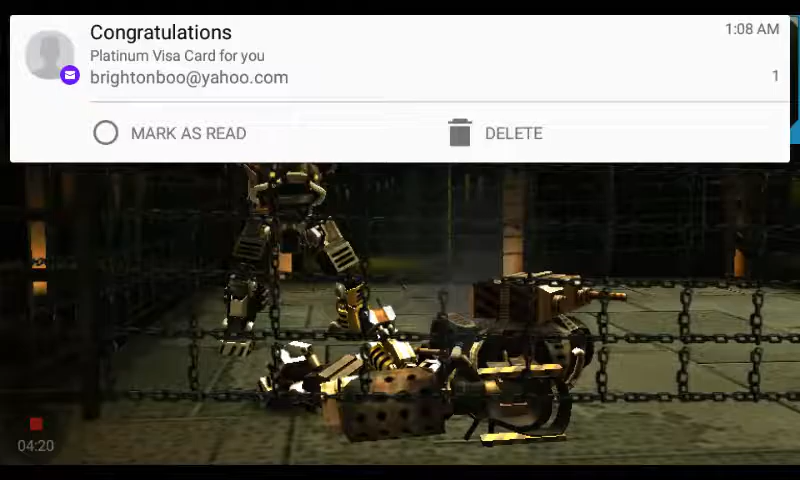 Congratulations
1:08 AM
Platinum Visa Card for you
brightonboo@yahoo.com
1
MARK AS READ
DELETE
04:20